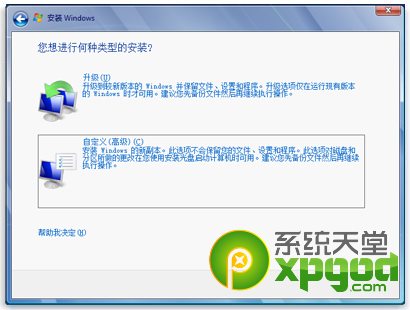 安装 Windows
您想进行何种类型的安装?
升级(U)
升级到较新版本的 Windows 并保留文件、设置和程序。升级选项仅在运行现有版本
的 Windows 时才可用。建议您先备份文件然后再继续执行操作。
自定义(高级)(C)
安装 Windows 的新副本。此选项不会保留您的文件、设置和程序。此选项对磁盘和
分区所做的更改在您使用安装光盘启动计算机时可用。建议您先备份文件然后再继续
执行操作。
帮助我决定(H)
系统天堂
xpgod
.com